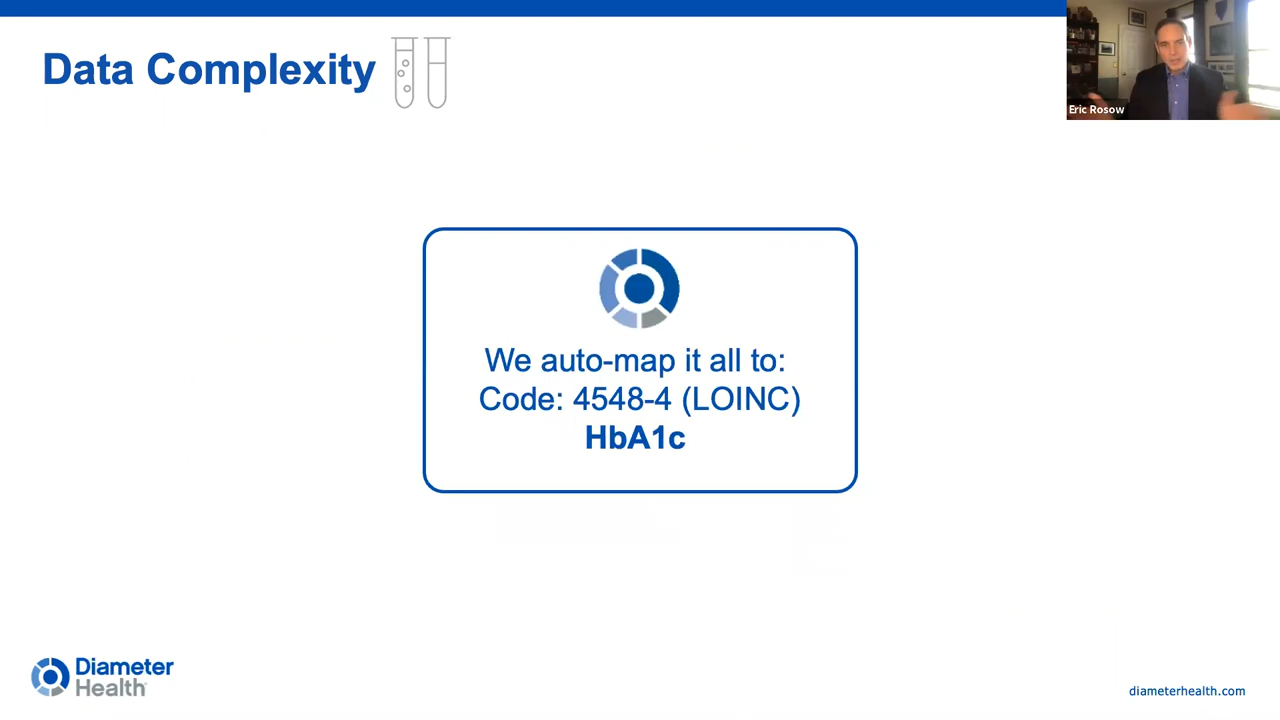 Data Complexity
Eric Rosow
We auto-map it all to:
Code: 4548-4 (LOINC)
HbA1c
Diameter
Health
diameterhealth.com